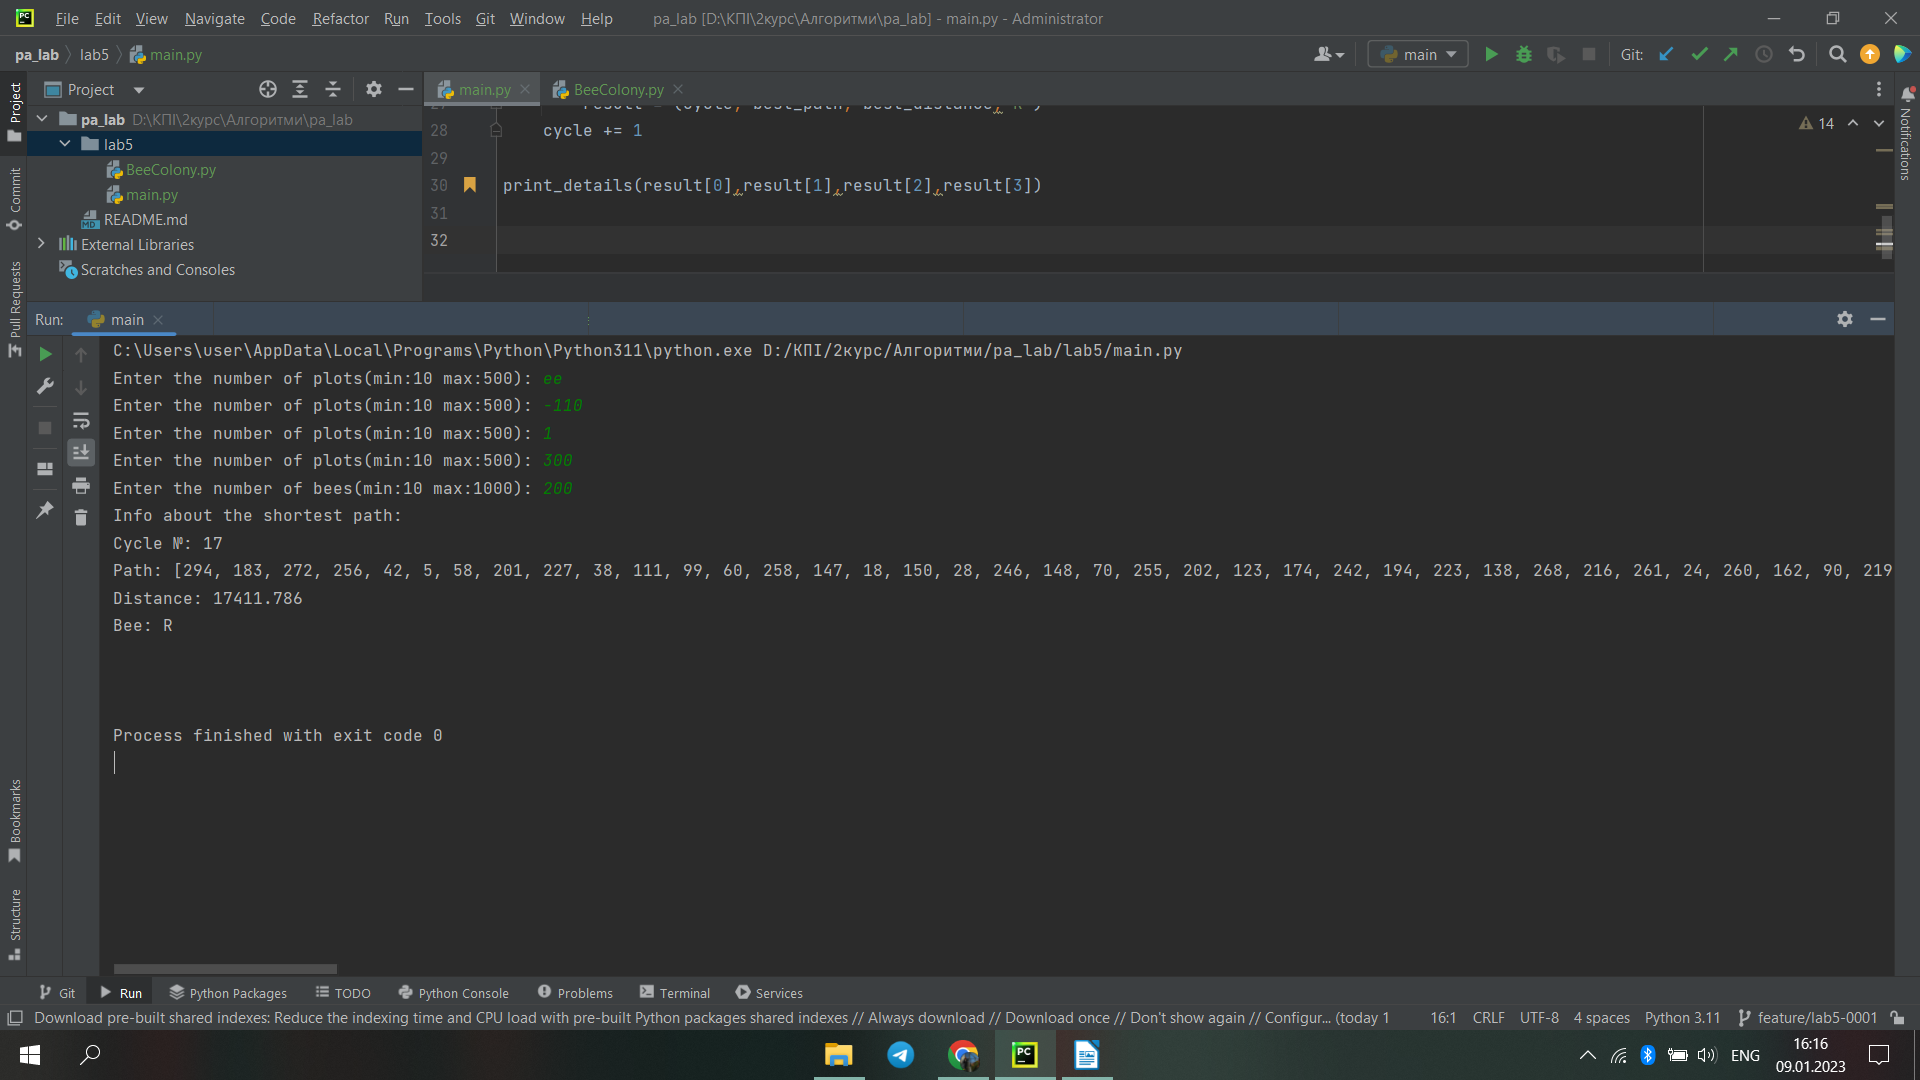 File Edit View Navigate Code Refactor Run Tools Git Window Help pa_lab [D:\КПІ\2курс\Алгоритми\pa_lab] - main.py - Administrator
pa_lab lab5 main.py main Git:
Project
main.py BeeColony.py
pa_lab D:\КПІ\2курс\Алгоритми\pa_lab
lab5
BeeColony.py
main.py
README.md
External Libraries
Scratches and Consoles
28 cycle += 1
29
30 print_details(result[0],result[1],result[2],result[3])
31
32
14
Project
Commit
Pull Requests
Bookmarks
Structure
Notifications
Run: main
C:\Users\user\AppData\Local\Programs\Python\Python311\python.exe D:/КПІ/2курс/Алгоритми/pa_lab/lab5/main.py
Enter the number of plots(min:10 max:500): ee
Enter the number of plots(min:10 max:500): -110
Enter the number of plots(min:10 max:500): 1
Enter the number of plots(min:10 max:500): 300
Enter the number of bees(min:10 max:1000): 200
Info about the shortest path:
Cycle №: 17
Path: [294, 183, 272, 256, 42, 5, 58, 201, 227, 38, 111, 99, 60, 258, 147, 18, 150, 28, 246, 148, 70, 255, 202, 123, 174, 242, 194, 223, 138, 268, 216, 261, 24, 260, 162, 90, 219
Distance: 17411.786
Bee: R
Process finished with exit code 0
Git Run Python Packages TODO Python Console Problems Terminal Services
Download pre-built shared indexes: Reduce the indexing time and CPU load with pre-built Python packages shared indexes // Always download // Download once // Don't show again // Configur... (today 1 16:1 CRLF UTF-8 4 spaces Python 3.11 feature/lab5-0001
ENG
16:16
09.01.2023